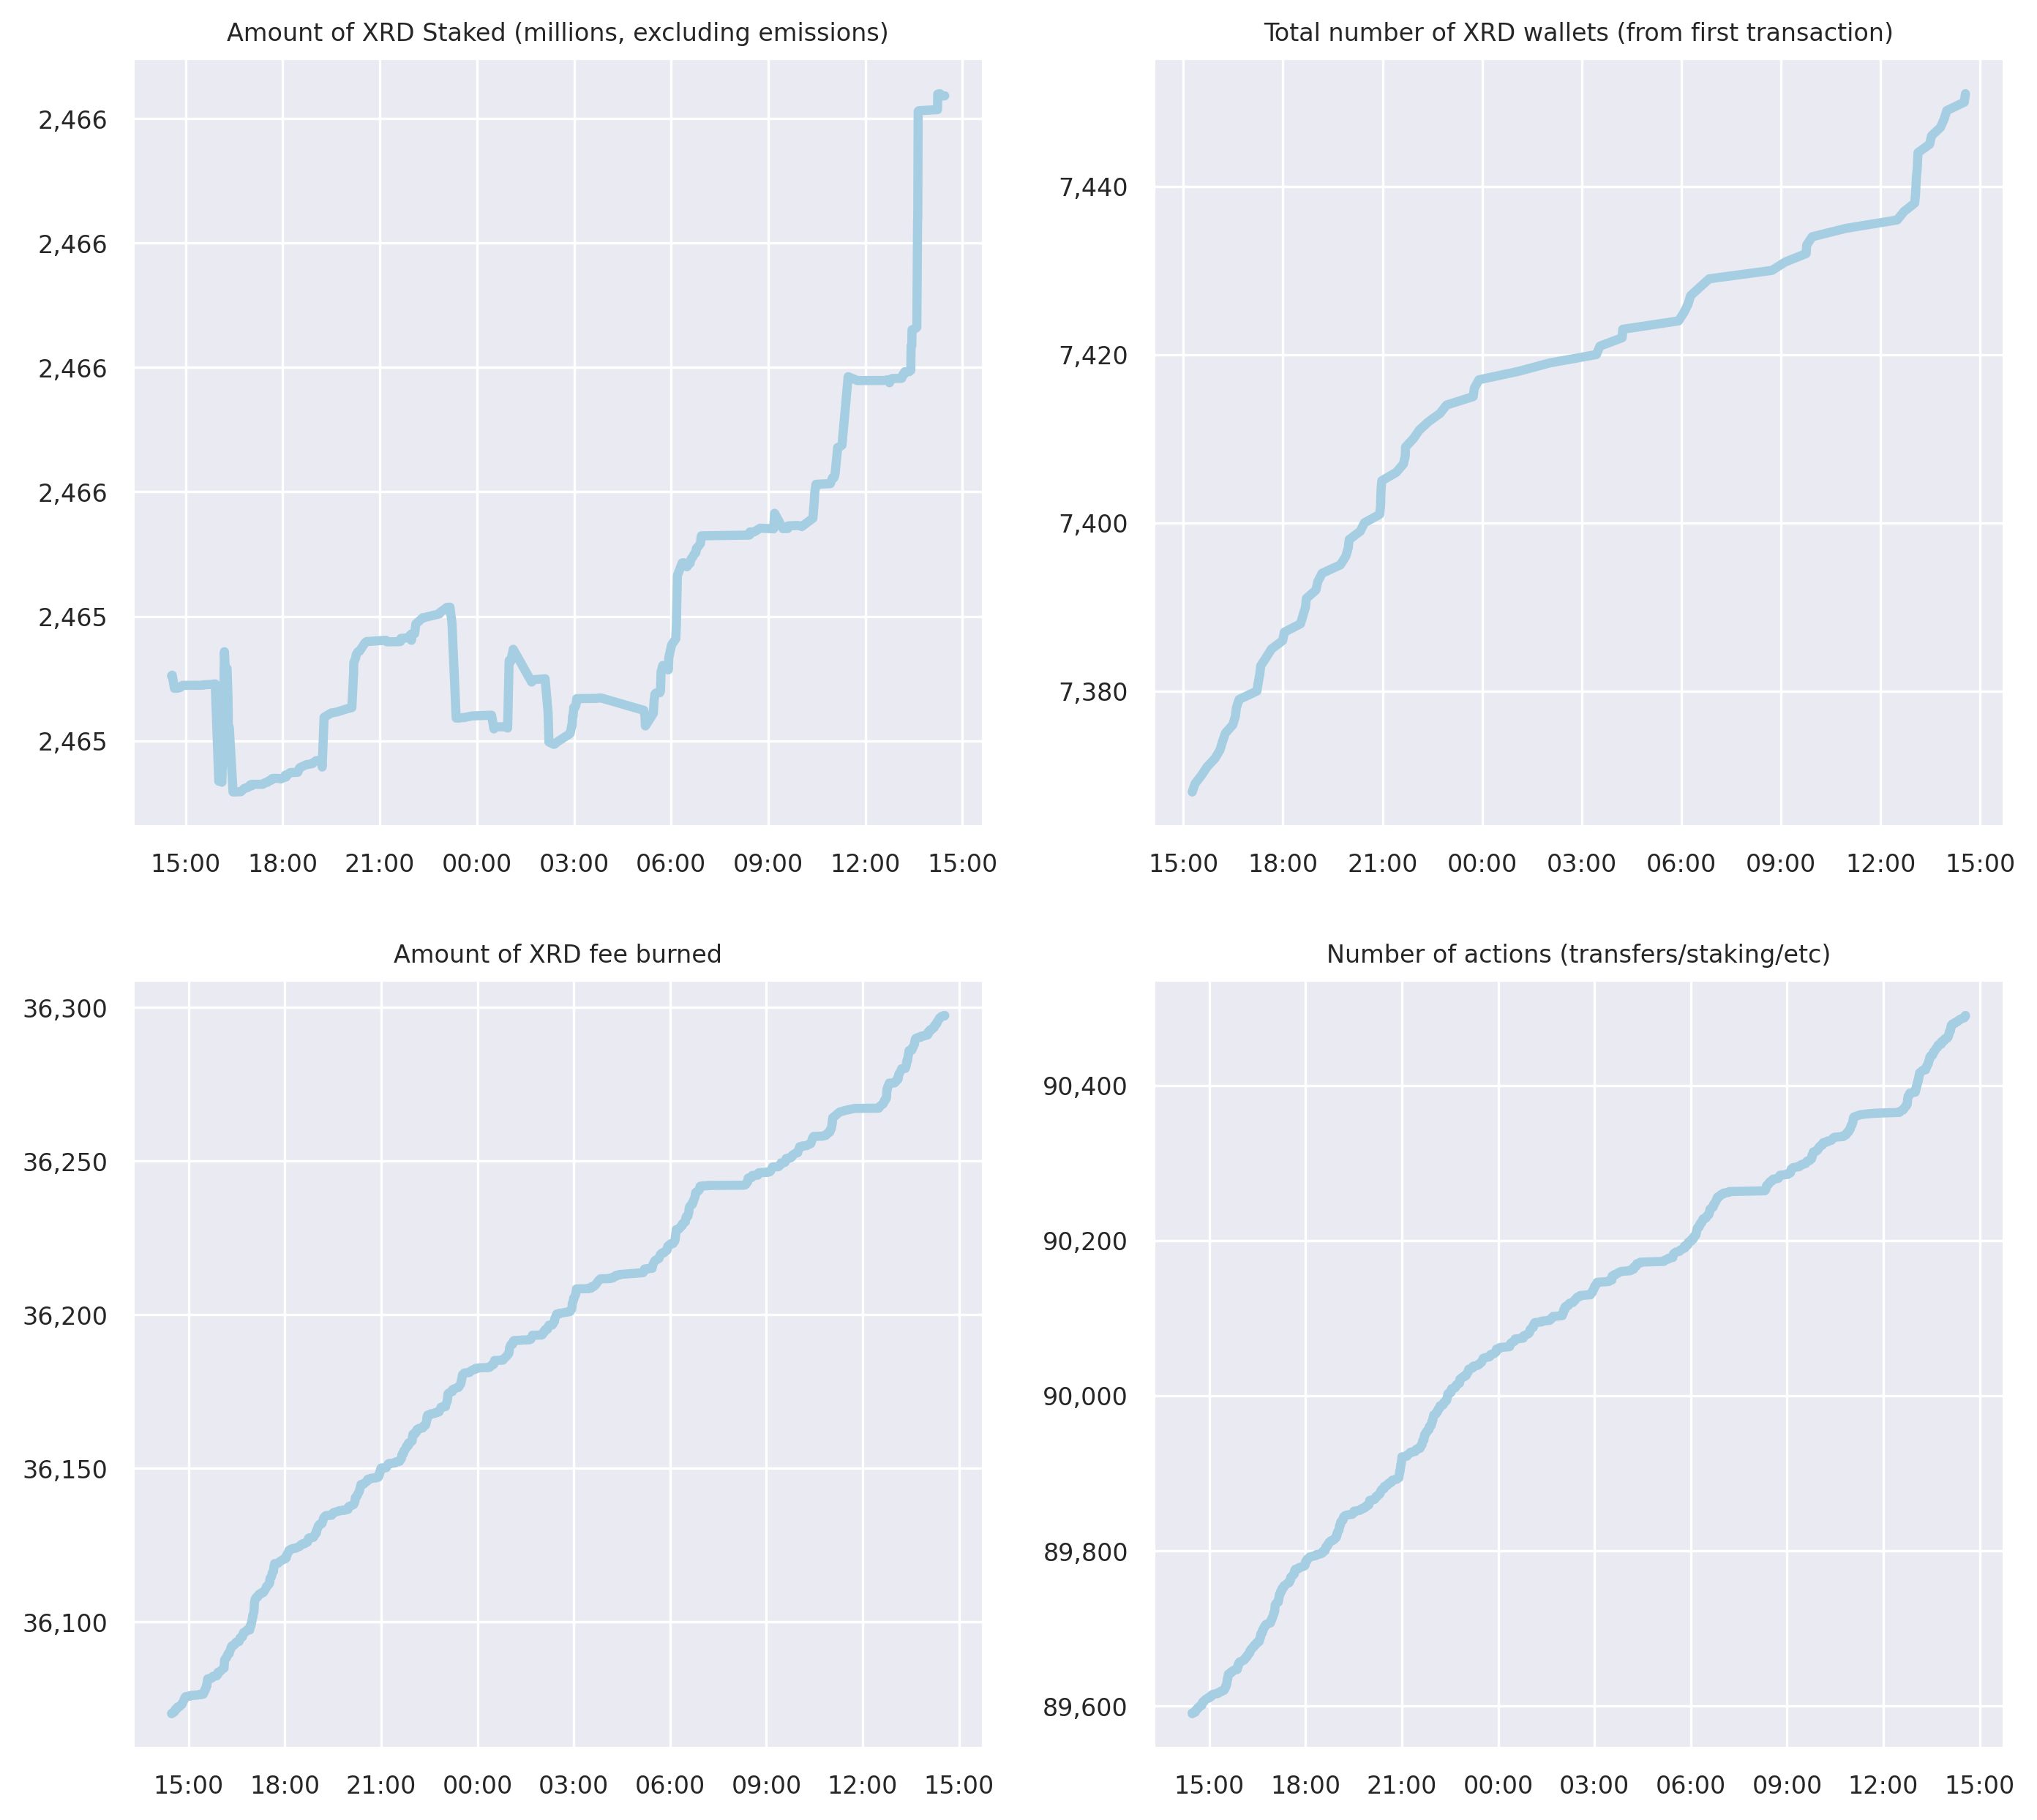 Amount of XRD Staked (millions, excluding emissions)
2,466
2,466
2,466
2,466
2,465
2,465
15:00 18:00 21:00 00:00 03:00 06:00 09:00 12:00 15:00
Total number of XRD wallets (from first transaction)
7,440
7,420
7,400
7,380
15:00 18:00 21:00 00:00 03:00 06:00 09:00 12:00 15:00
Amount of XRD fee burned
36,300
36,250
36,200
36,150
36,100
15:00 18:00 21:00 00:00 03:00 06:00 09:00 12:00 15:00
Number of actions (transfers/staking/etc)
90,400
90,200
90,000
89,800
89,600
15:00 18:00 21:00 00:00 03:00 06:00 09:00 12:00 15:00